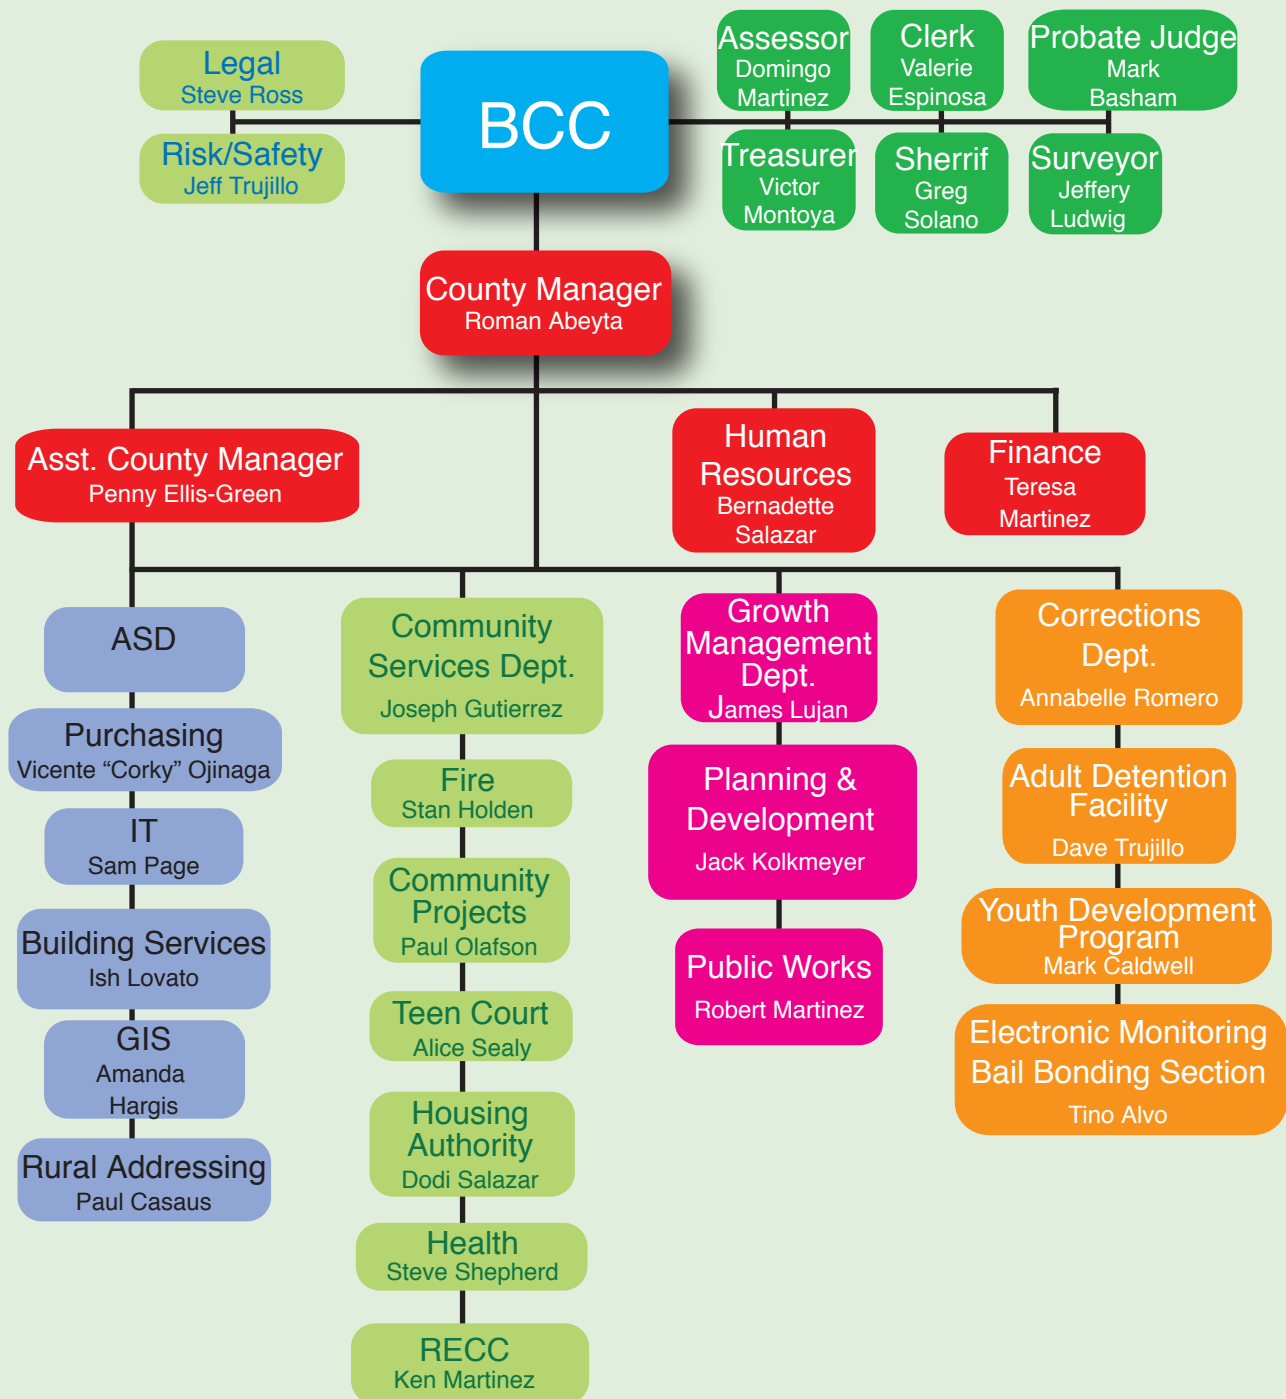 Legal
Steve Ross
Risk/Safety
Jeff Trujillo
BCC
Assessor
Domingo
Martinez
Clerk
Valerie
Espinosa
Probate Judge
Mark
Basham
Treasurer
Victor
Montoya
Sherrif
Greg
Solano
Surveyor
Jeffery
Ludwig
County Manager
Roman Abeyta
Asst. County Manager
Penny Ellis-Green
Human
Resources
Bernadette
Salazar
Finance
Teresa
Martinez
ASD
Purchasing
Vicente “Corky” Ojinaga
IT
Sam Page
Building Services
Ish Lovato
GIS
Amanda
Hargis
Rural Addressing
Paul Casaus
Community
Services Dept.
Joseph Gutierrez
Fire
Stan Holden
Community
Projects
Paul Olafson
Teen Court
Alice Sealy
Housing
Authority
Dodi Salazar
Health
Steve Shepherd
RECC
Ken Martinez
Growth
Management
Dept.
James Lujan
Planning &
Development
Jack Kolkmeyer
Public Works
Robert Martinez
Corrections
Dept.
Annabelle Romero
Adult Detention
Facility
Dave Trujillo
Youth Development
Program
Mark Caldwell
Electronic Monitoring
Bail Bonding Section
Tino Alvo